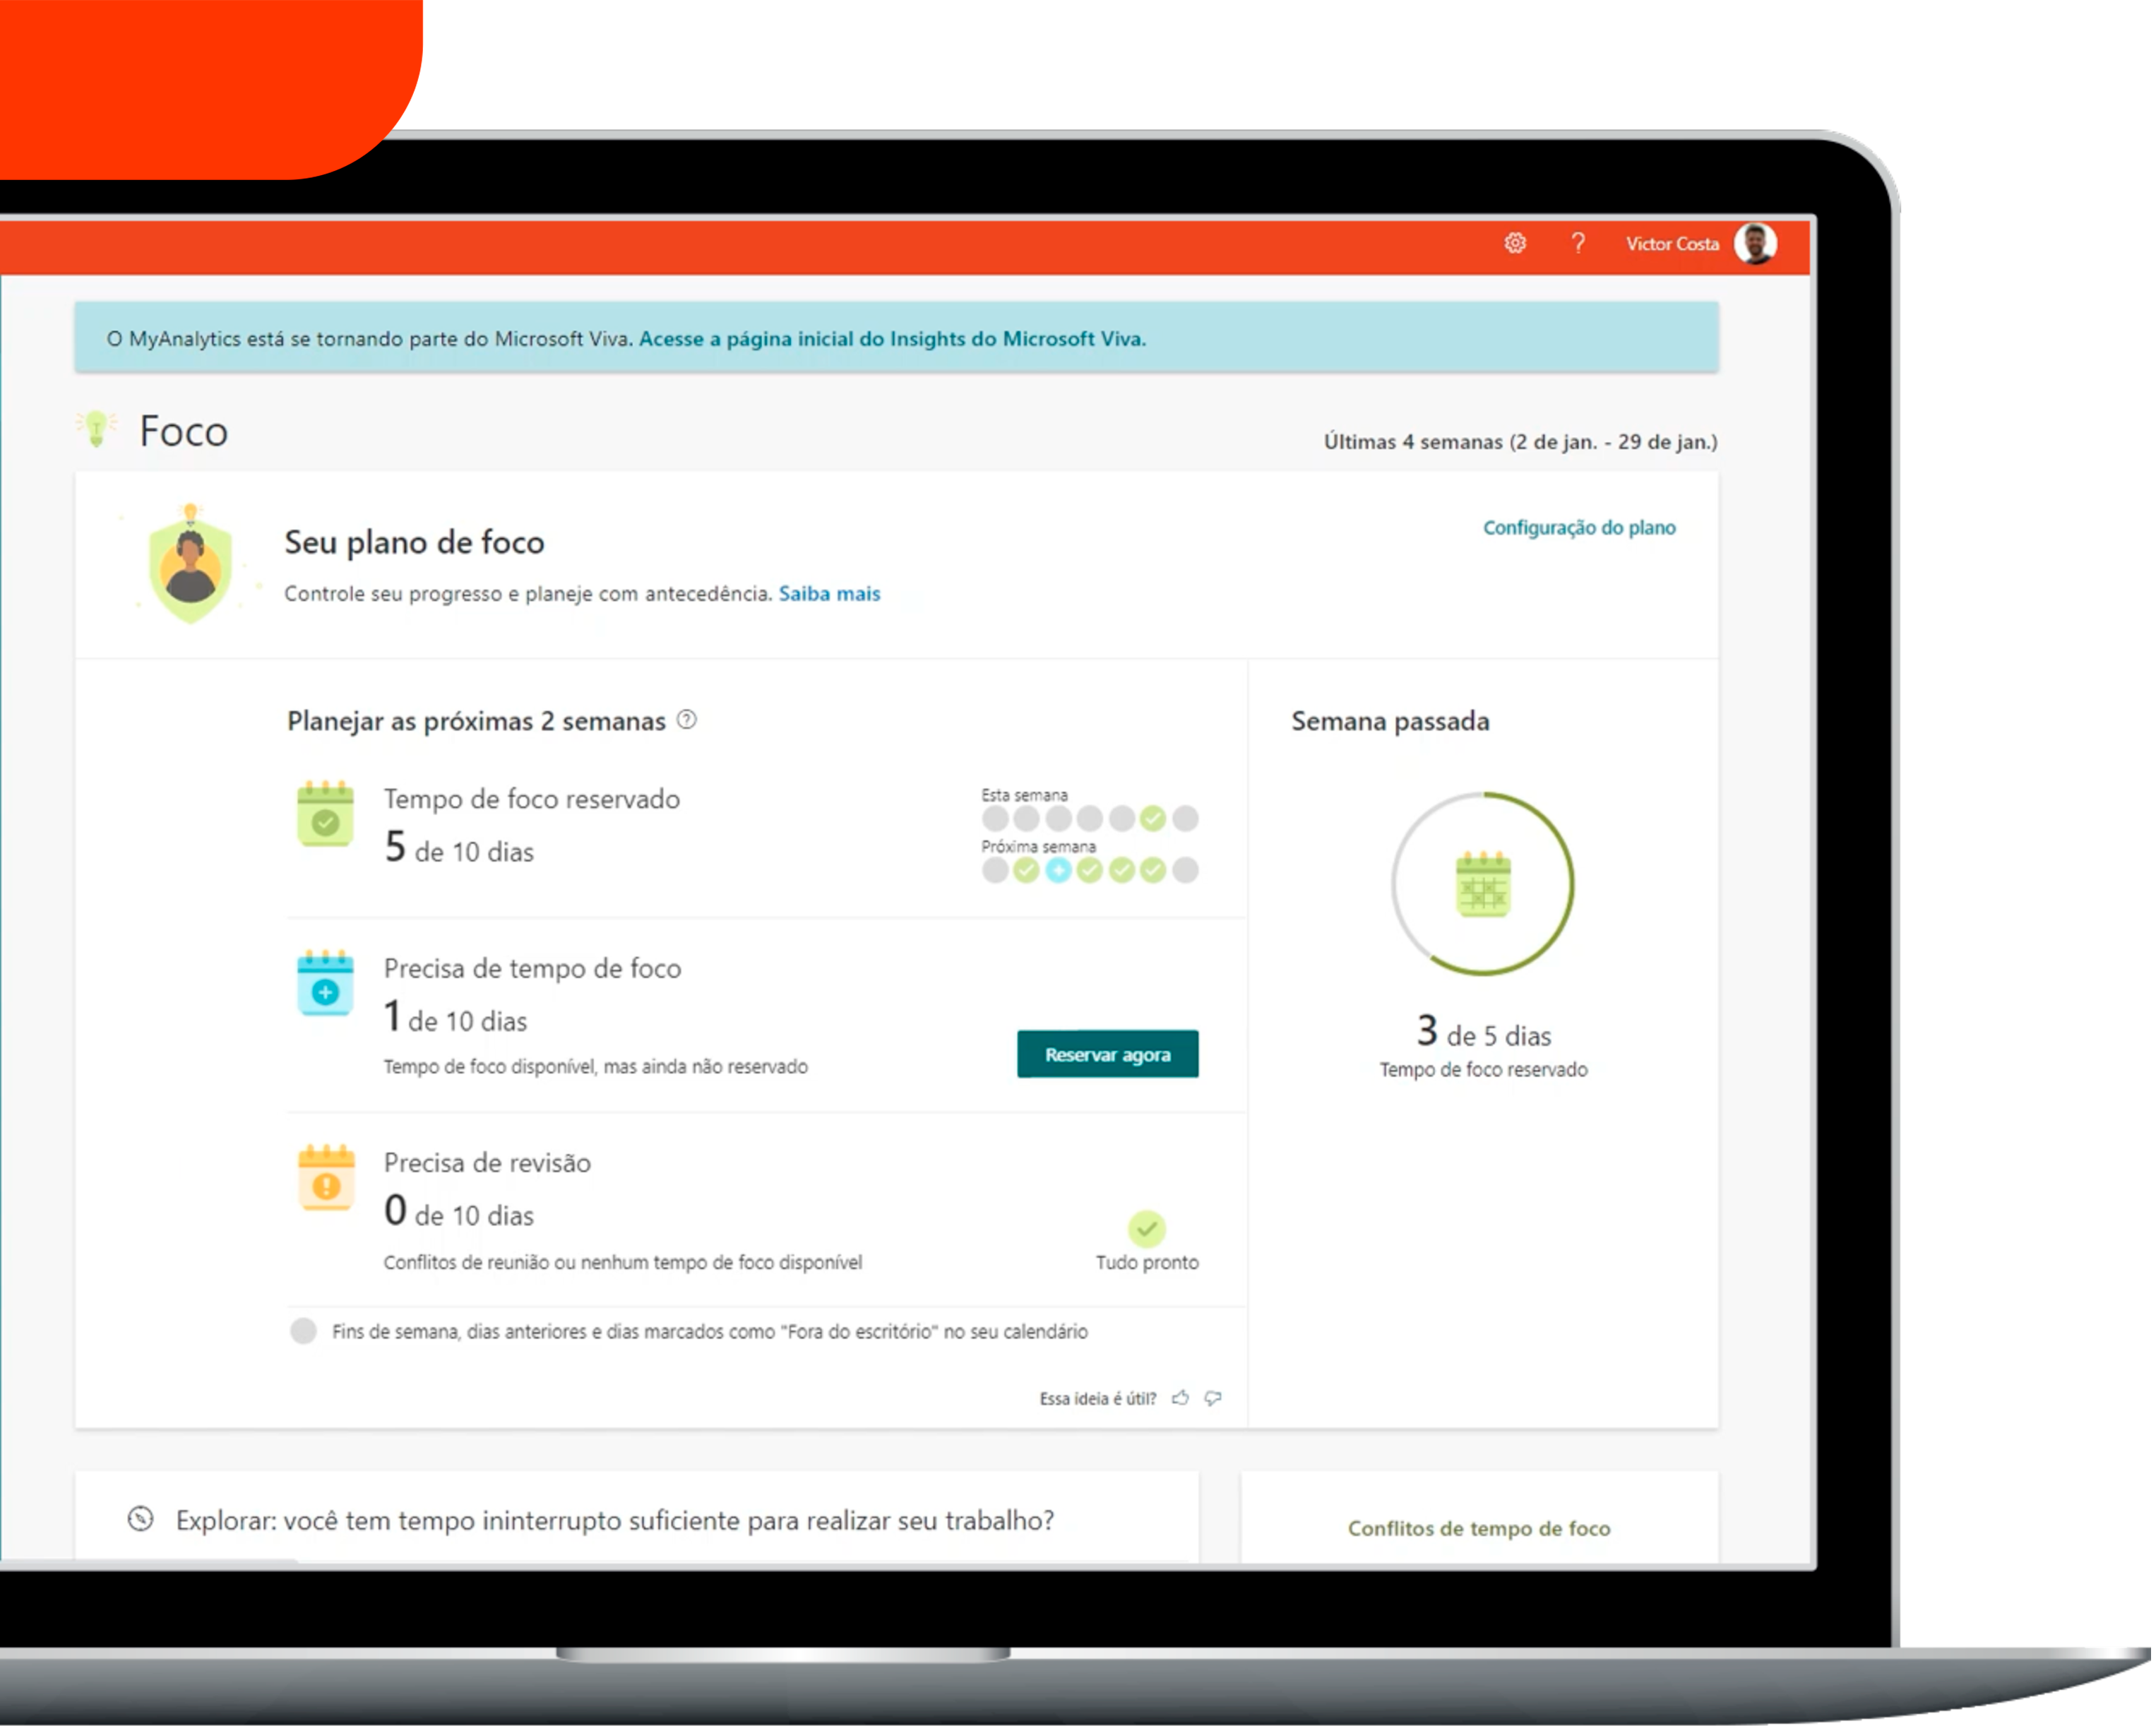 Victor Costa
O MyAnalytics está se tornando parte do Microsoft Viva. Acesse a página inicial do Insights do Microsoft Viva.
Foco
Últimas 4 semanas (2 de jan. - 29 de jan.)
Seu plano de foco
Configuração do plano
Controle seu progresso e planeje com antecedência. Saiba mais
Planejar as próximas 2 semanas
Semana passada
Tempo de foco reservado
5 de 10 dias
Esta semana
Próxima semana
Precisa de tempo de foco
1 de 10 dias
Tempo de foco disponível, mas ainda não reservado
Reservar agora
3 de 5 dias
Tempo de foco reservado
Precisa de revisão
0 de 10 dias
Conflitos de reunião ou nenhum tempo de foco disponível
Tudo pronto
Fins de semana, dias anteriores e dias marcados como "Fora do escritório" no seu calendário
Essa ideia é útil?
Explorar: você tem tempo ininterrupto suficiente para realizar seu trabalho?
Conflitos de tempo de foco